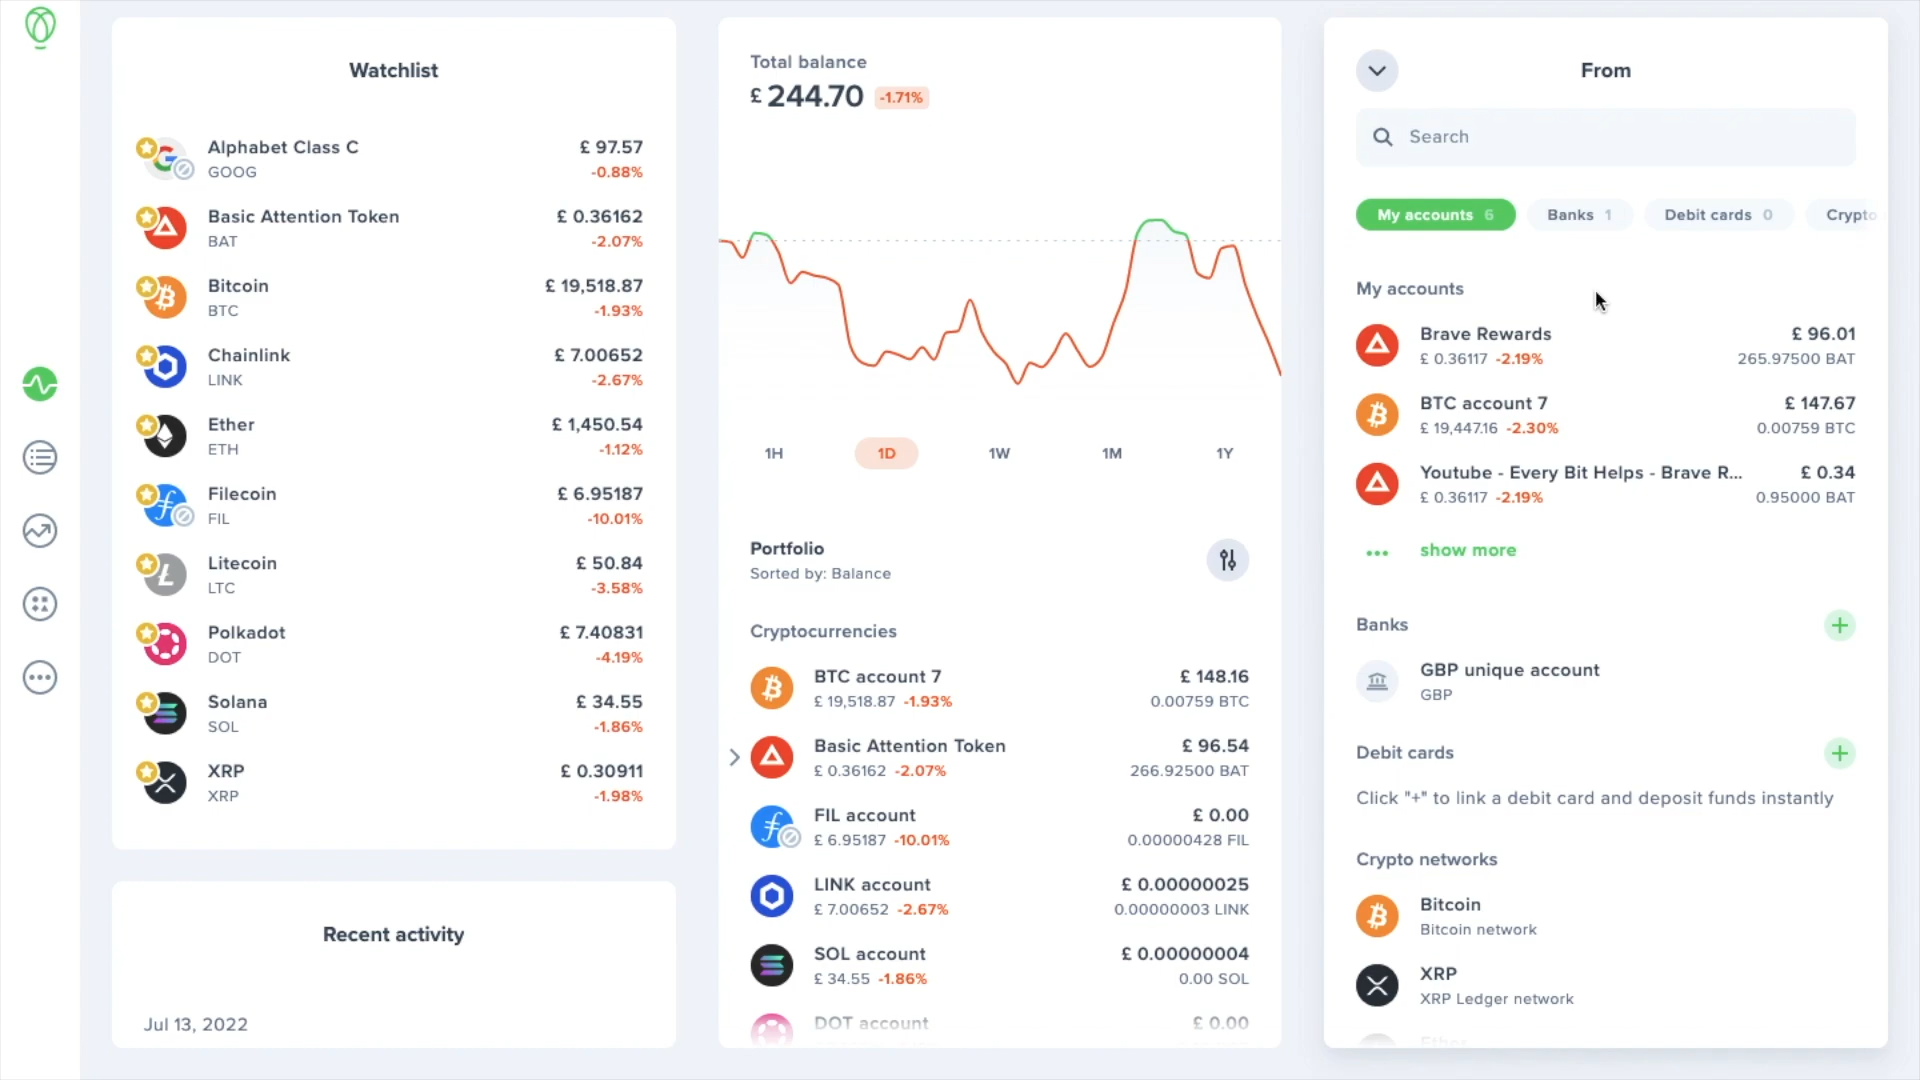 Watchlist
Alphabet Class C
£ 97.57
GOOG
-0.88%
Basic Attention Token
£ 0.36162
BAT
-2.07%
Bitcoin
£ 19,518.87
BTC
-1.93%
Chainlink
£ 7.00652
LINK
-2.67%
Ether
£ 1,450.54
ETH
-1.12%
Filecoin
£ 6.95187
FIL
-10.01%
Litecoin
£ 50.84
LTC
-3.58%
Polkadot
£ 7.40831
DOT
-4.19%
Solana
£ 34.55
SOL
-1.86%
XRP
£ 0.30911
XRP
-1.98%
Recent activity
Jul 13, 2022
Total balance
£ 244.70 -1.71%
1H 1D 1W 1M 1Y
Portfolio
Sorted by: Balance
Cryptocurrencies
BTC account 7
£ 148.16
£ 19,518.87 -1.93%
0.00759 BTC
Basic Attention Token
£ 96.54
£ 0.36162 -2.07%
266.92500 BAT
FIL account
£ 0.00
£ 6.95187 -10.01%
0.00000428 FIL
LINK account
£ 0.00000025
£ 7.00652 -2.67%
0.00000003 LINK
SOL account
£ 0.00000004
£ 34.55 -1.86%
0.00 SOL
DOT account
£ 0.00
From
Search
My accounts 6 Banks 1 Debit cards 0 Crypto
My accounts
Brave Rewards
£ 96.01
£ 0.36117 -2.19%
265.97500 BAT
BTC account 7
£ 147.67
£ 19,447.16 -2.30%
0.00759 BTC
Youtube - Every Bit Helps - Brave R...
£ 0.34
£ 0.36117 -2.19%
0.95000 BAT
show more
Banks
GBP unique account
GBP
Debit cards
Click "+" to link a debit card and deposit funds instantly
Crypto networks
Bitcoin
Bitcoin network
XRP
XRP Ledger network
Ether